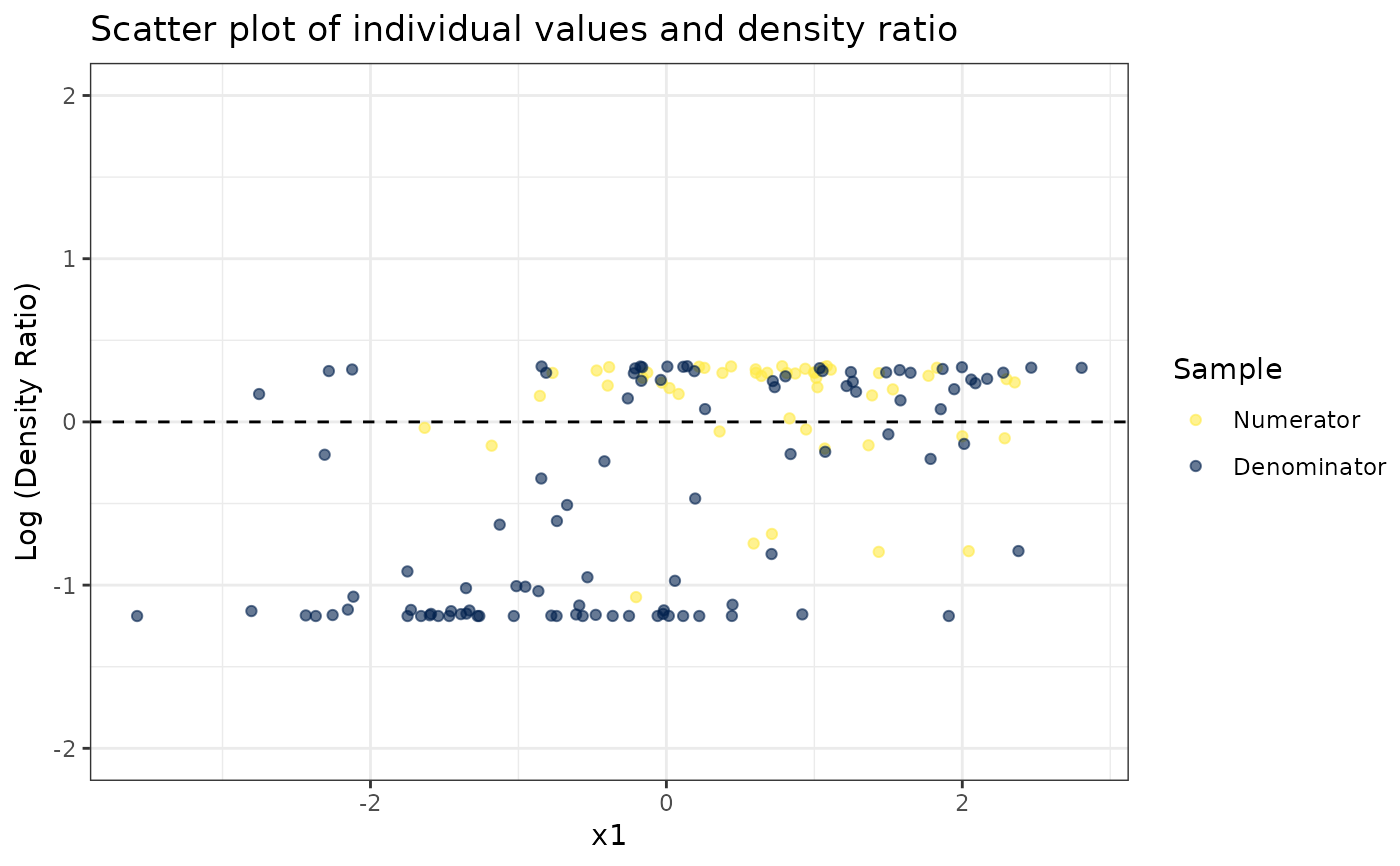 Scatter plot of individual values and density ratio
2
1
0
-1
-2
Log (Density Ratio)
-2
0
2
x1
Sample
Numerator
Denominator